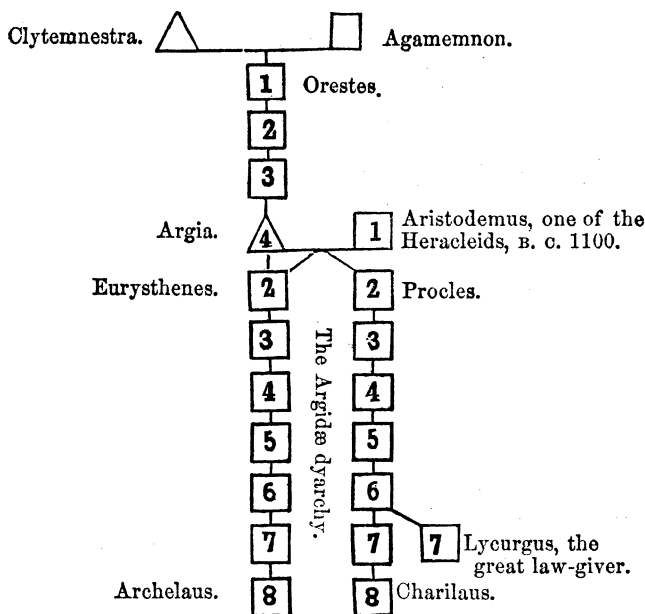 Clytemnestra. Agamemnon.
1 Orestes.
2
3
Argia. 4 1 Aristodemus, one of the
Heracleids, B. C. 1100.
Eurysthenes. 2 2 Procles.
The Argidæ dyarchy.
3 3
4 4
5 5
6 6
7 7 7 Lycurgus, the
great law-giver.
Archelaus. 8 8 Charilaus.